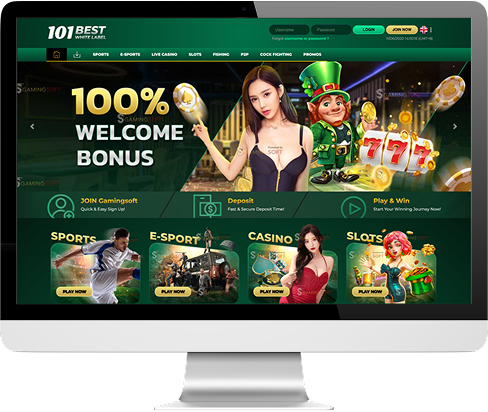 101 BEST
WHITE LABEL
Username
Password
LOGIN
JOIN NOW
Forgot username or password?
SPORTS
E-SPORTS
LIVE CASINO
SLOTS
FISHING
P2P
COCK FIGHTING
PROMOS
100%
WELCOME
BONUS
GAMINGSOFT
777
JOIN Gamingsoft
Quick & Easy Sign Up!
Deposit
Fast & Secure Deposit Time!
Play & Win
Start Your Winning Journey Now!
SPORTS
PLAY NOW
E-SPORT
PLAY NOW
CASINO
PLAY NOW
SLOTS
PLAY NOW